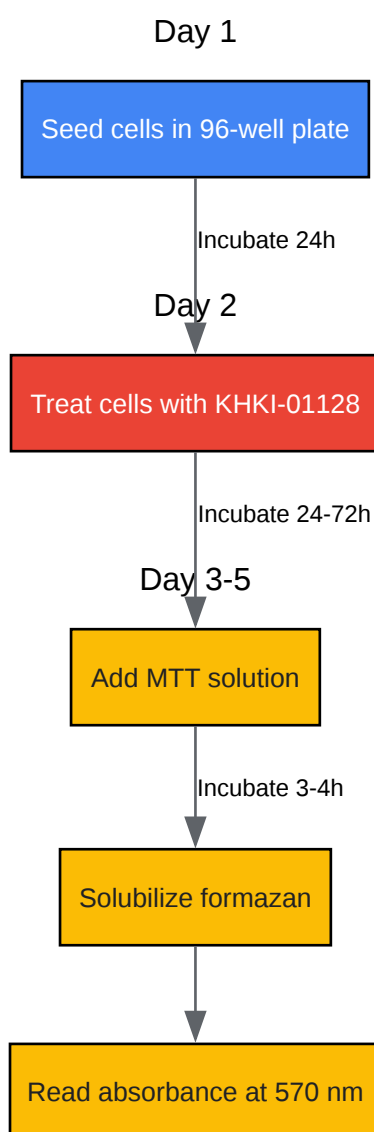 Day 1
Seed cells in 96-well plate
Incubate 24h
Day 2
Treat cells with KHKI-01128
Incubate 24-72h
Day 3-5
Add MTT solution
Incubate 3-4h
Solubilize formazan
Read absorbance at 570 nm